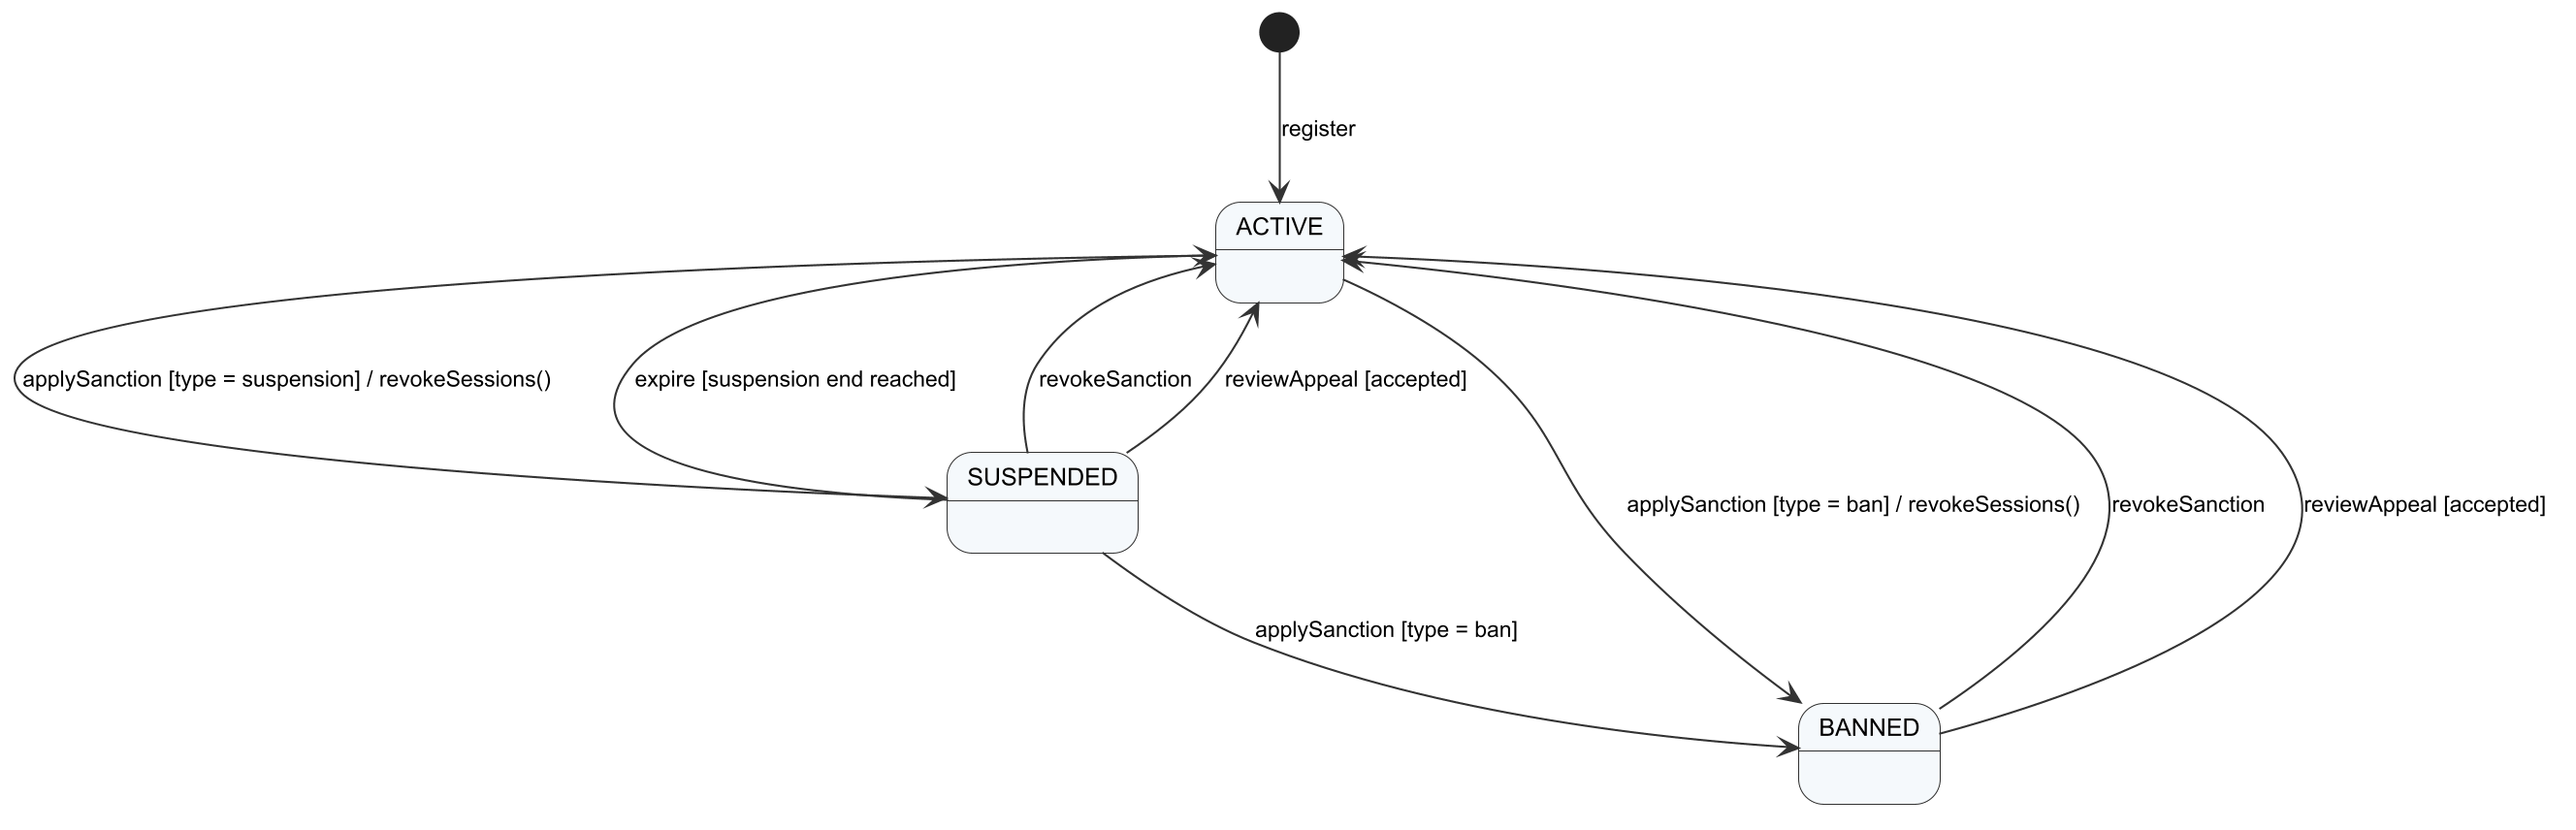 register
ACTIVE
applySanction [type = suspension] / revokeSessions()
expire [suspension end reached]
revokeSanction
reviewAppeal [accepted]
SUSPENDED
applySanction [type = ban] / revokeSessions()
revokeSanction
reviewAppeal [accepted]
applySanction [type = ban]
BANNED